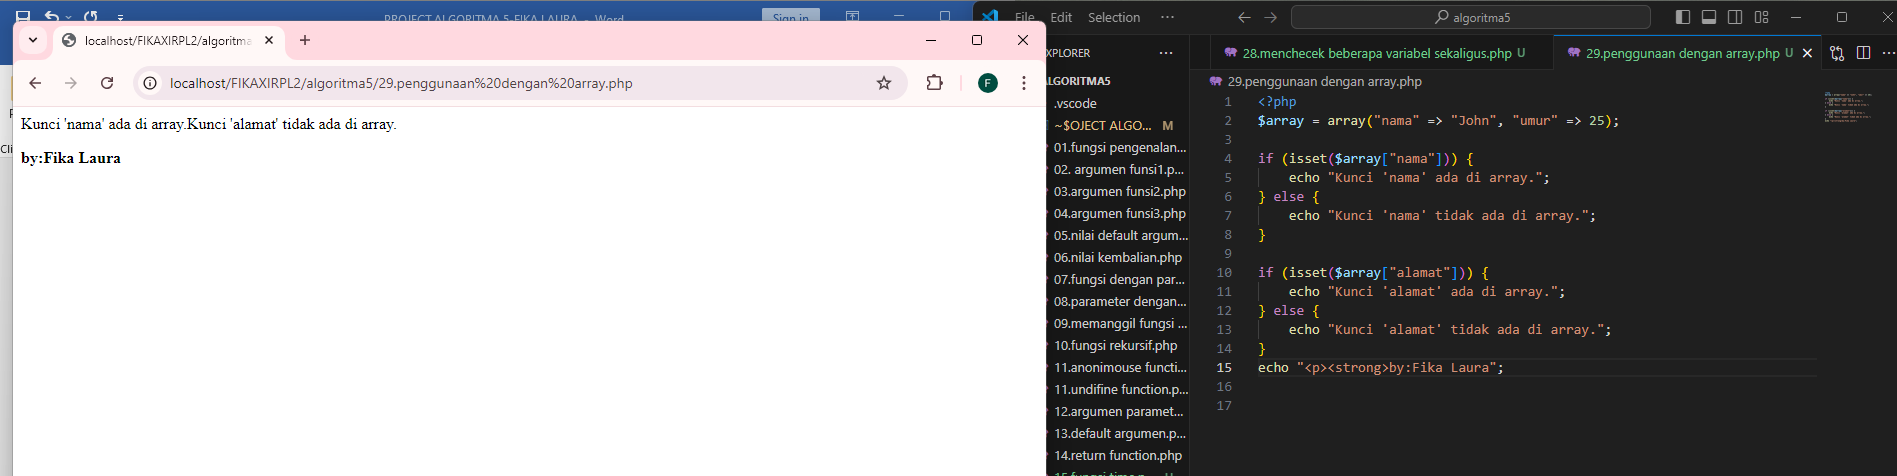 PROJECT ALGORITMA 5-FIKA LAURA - Word
Sign in
localhost/FIKAXIRPL2/algoritma
localhost/FIKAXIRPL2/algoritma5/29.penggunaan%20dengan%20array.php
F
Kunci 'nama' ada di array.Kunci 'alamat' tidak ada di array.
by:Fika Laura
Cli
File Edit Selection ···
algoritma5
XPLORER ···
ALGORITMA5
.vscode
~$OJECT ALGO... M
01.fungsi pengenalan...
02. argumen funsi1.p...
03.argumen funsi2.php
04.argumen funsi3.php
05.nilai default argum...
06.nilai kembalian.php
07.fungsi dengan par...
08.parameter dengan...
09.memanggil fungsi ...
10.fungsi rekursif.php
11.anonimouse functi...
11.undifine function.p...
12.argumen paramet...
13.default argumen.p...
14.return function.php
28.menchecek beberapa variabel sekaligus.php U
29.penggunaan dengan array.php U
29.penggunaan dengan array.php
1 <?php
2 $array = array("nama" => "John", "umur" => 25);
3
4 if (isset($array["nama"])) {
5 echo "Kunci 'nama' ada di array.";
6 } else {
7 echo "Kunci 'nama' tidak ada di array.";
8 }
9
10 if (isset($array["alamat"])) {
11 echo "Kunci 'alamat' ada di array.";
12 } else {
13 echo "Kunci 'alamat' tidak ada di array.";
14 }
15 echo "<p><strong>by:Fika Laura";
16
17